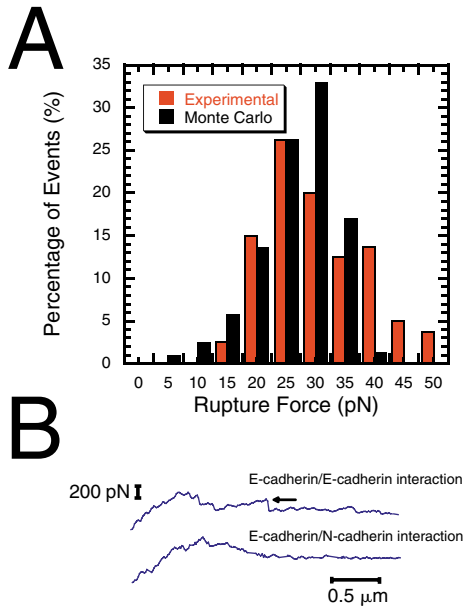 A
35
30
25
20
15
10
5
0
Percentage of Events (%)
Experimental
Monte Carlo
0 5 10 15 20 25 30 35 40 45 50
Rupture Force (pN)
B
200 pN
E-cadherin/E-cadherin interaction
E-cadherin/N-cadherin interaction
0.5 μm